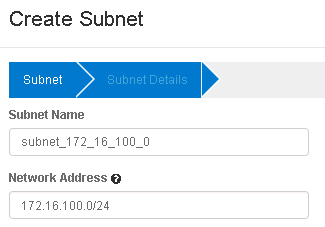 Create Subnet
Subnet Subnet Details
Subnet Name
subnet_172_16_100_0
Network Address ?
172.16.100.0/24